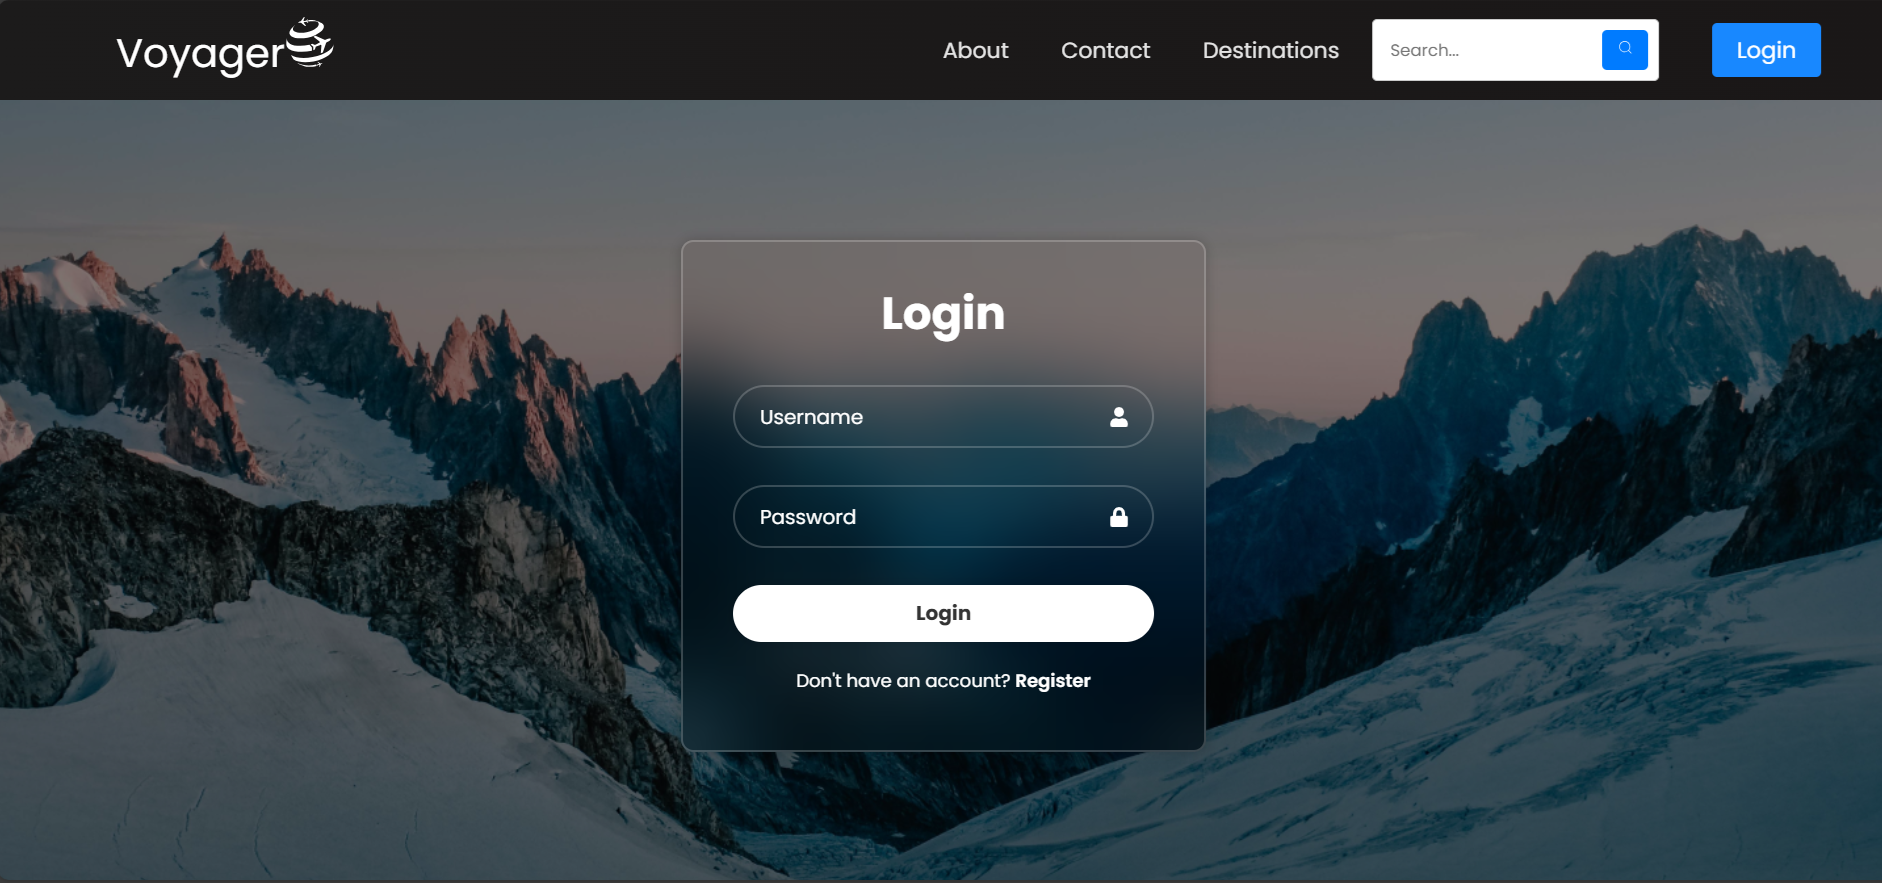 Voyager
About Contact Destinations Search... Login
Login
Username
Password
Login
Don't have an account? Register